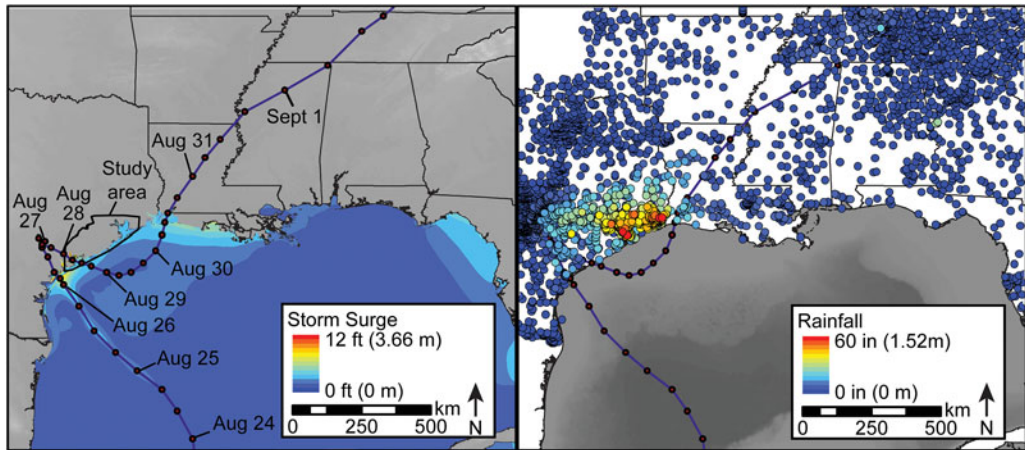 Sept 1
Aug 31
Study
area
Aug
27
Aug
28
Aug 30
Aug 29
Aug 26
Aug 25
Aug 24
Storm Surge
12 ft (3.66 m)
0 ft (0 m)
km
0 250 500
N
Rainfall
60 in (1.52m)
0 in (0 m)
km
0 250 500
N